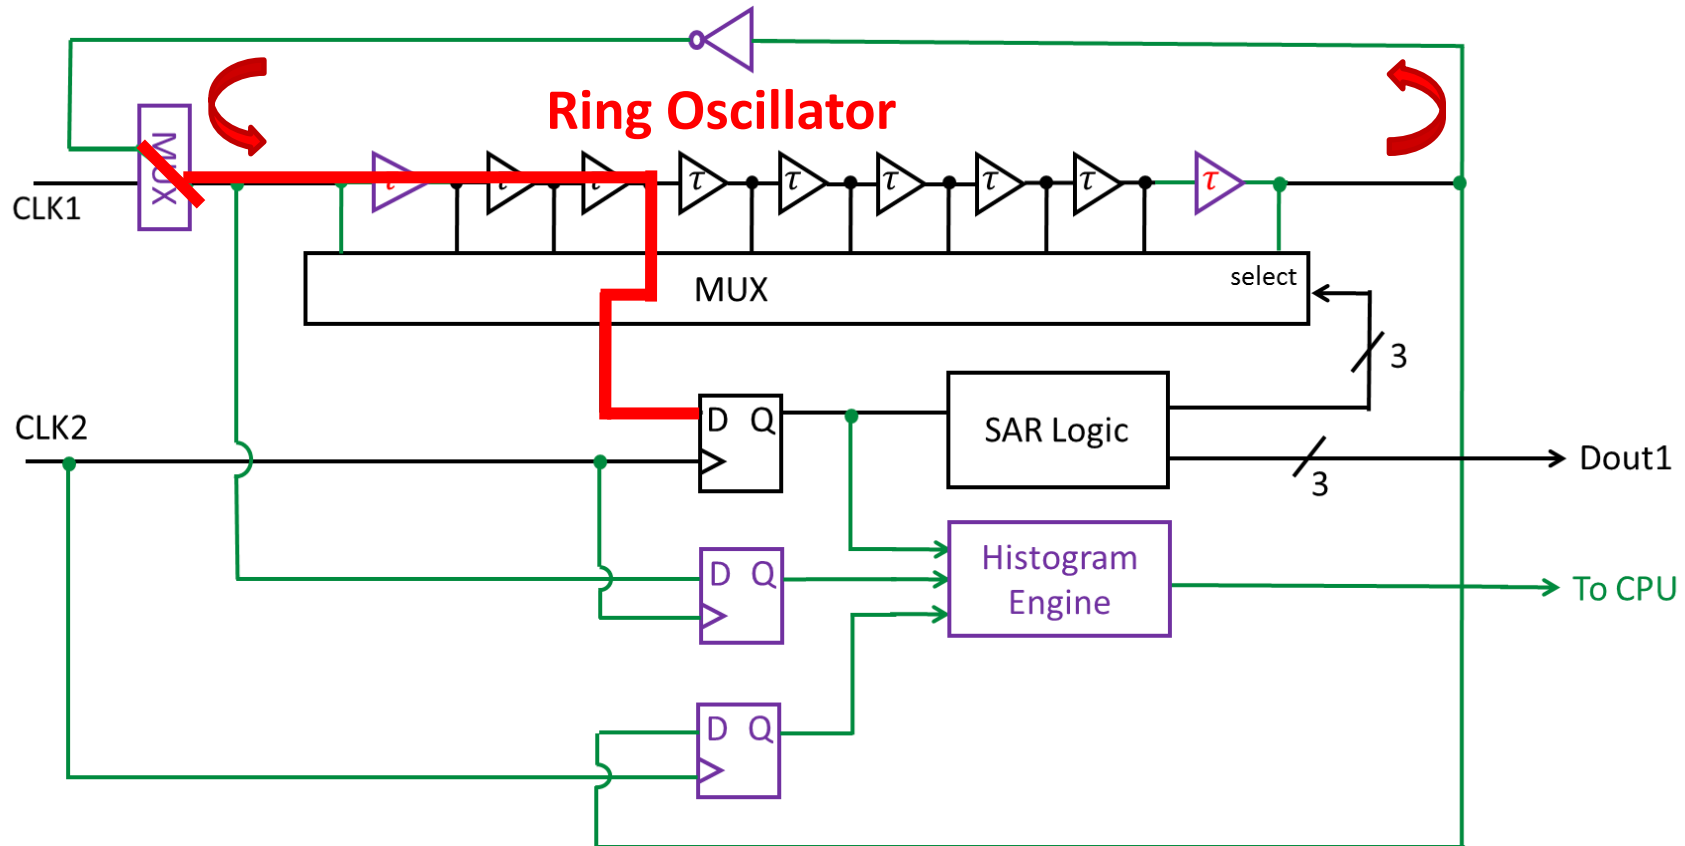 Ring Oscillator
MUX
CLK1
τ τ τ τ τ τ τ τ τ
select
MUX
3
CLK2
D Q
SAR Logic
3
Dout1
D Q
Histogram
Engine
To CPU
D Q